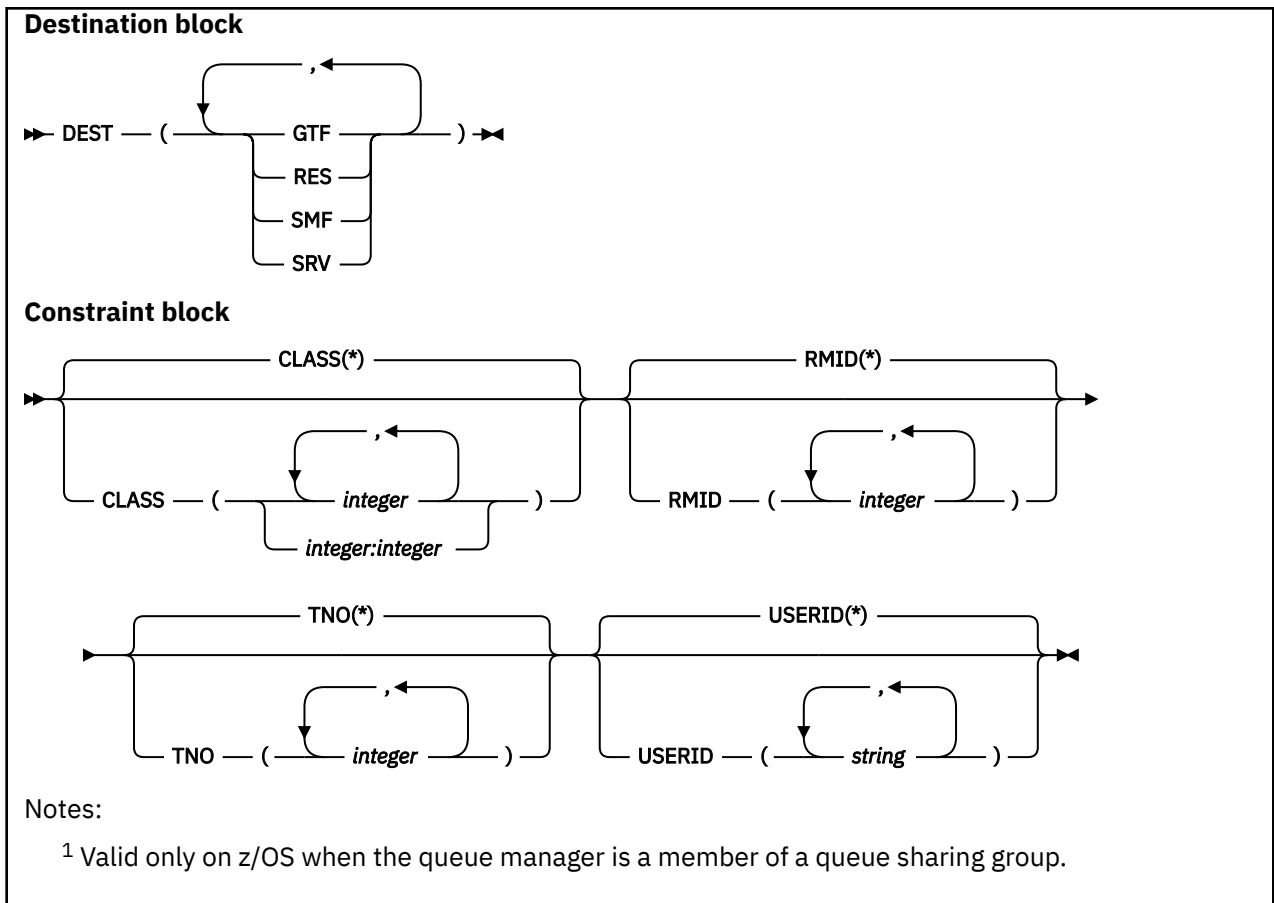 Destination block
,
DEST ( GTF )
RES
SMF
SRV
Constraint block
CLASS(*) RMID(*)
, ,
CLASS ( integer ) RMID ( integer )
integer:integer
TNO(*) USERID(*)
, ,
TNO ( integer ) USERID ( string )
Notes:
1 Valid only on z/OS when the queue manager is a member of a queue sharing group.